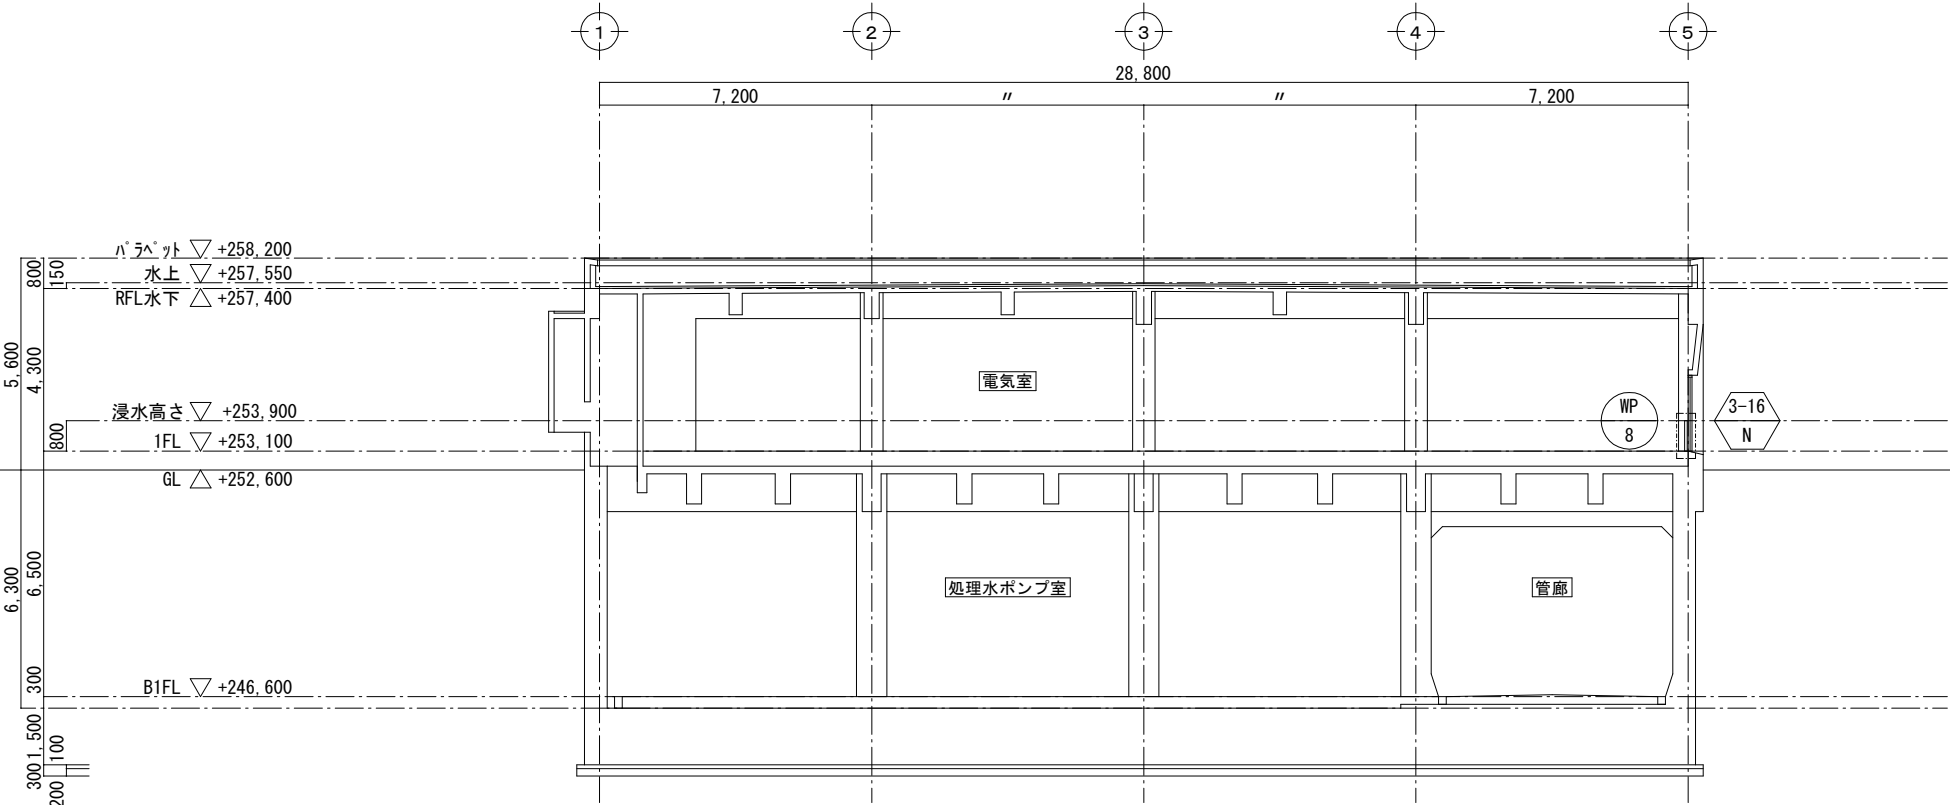 1 2 3 4 5
28,800
7,200 〃 〃 7,200
パラペット ▽ +258,200
水上 ▽ +257,550
RFL水下 △ +257,400
800 150
5,600 4,300
電気室
浸水高さ ▽ +253,900
WP 3-16
8 N
1FL ▽ +253,100
800
GL △ +252,600
6,300 6,500
処理水ポンプ室 管廊
B1FL ▽ +246,600
300
1,500 100
300
200